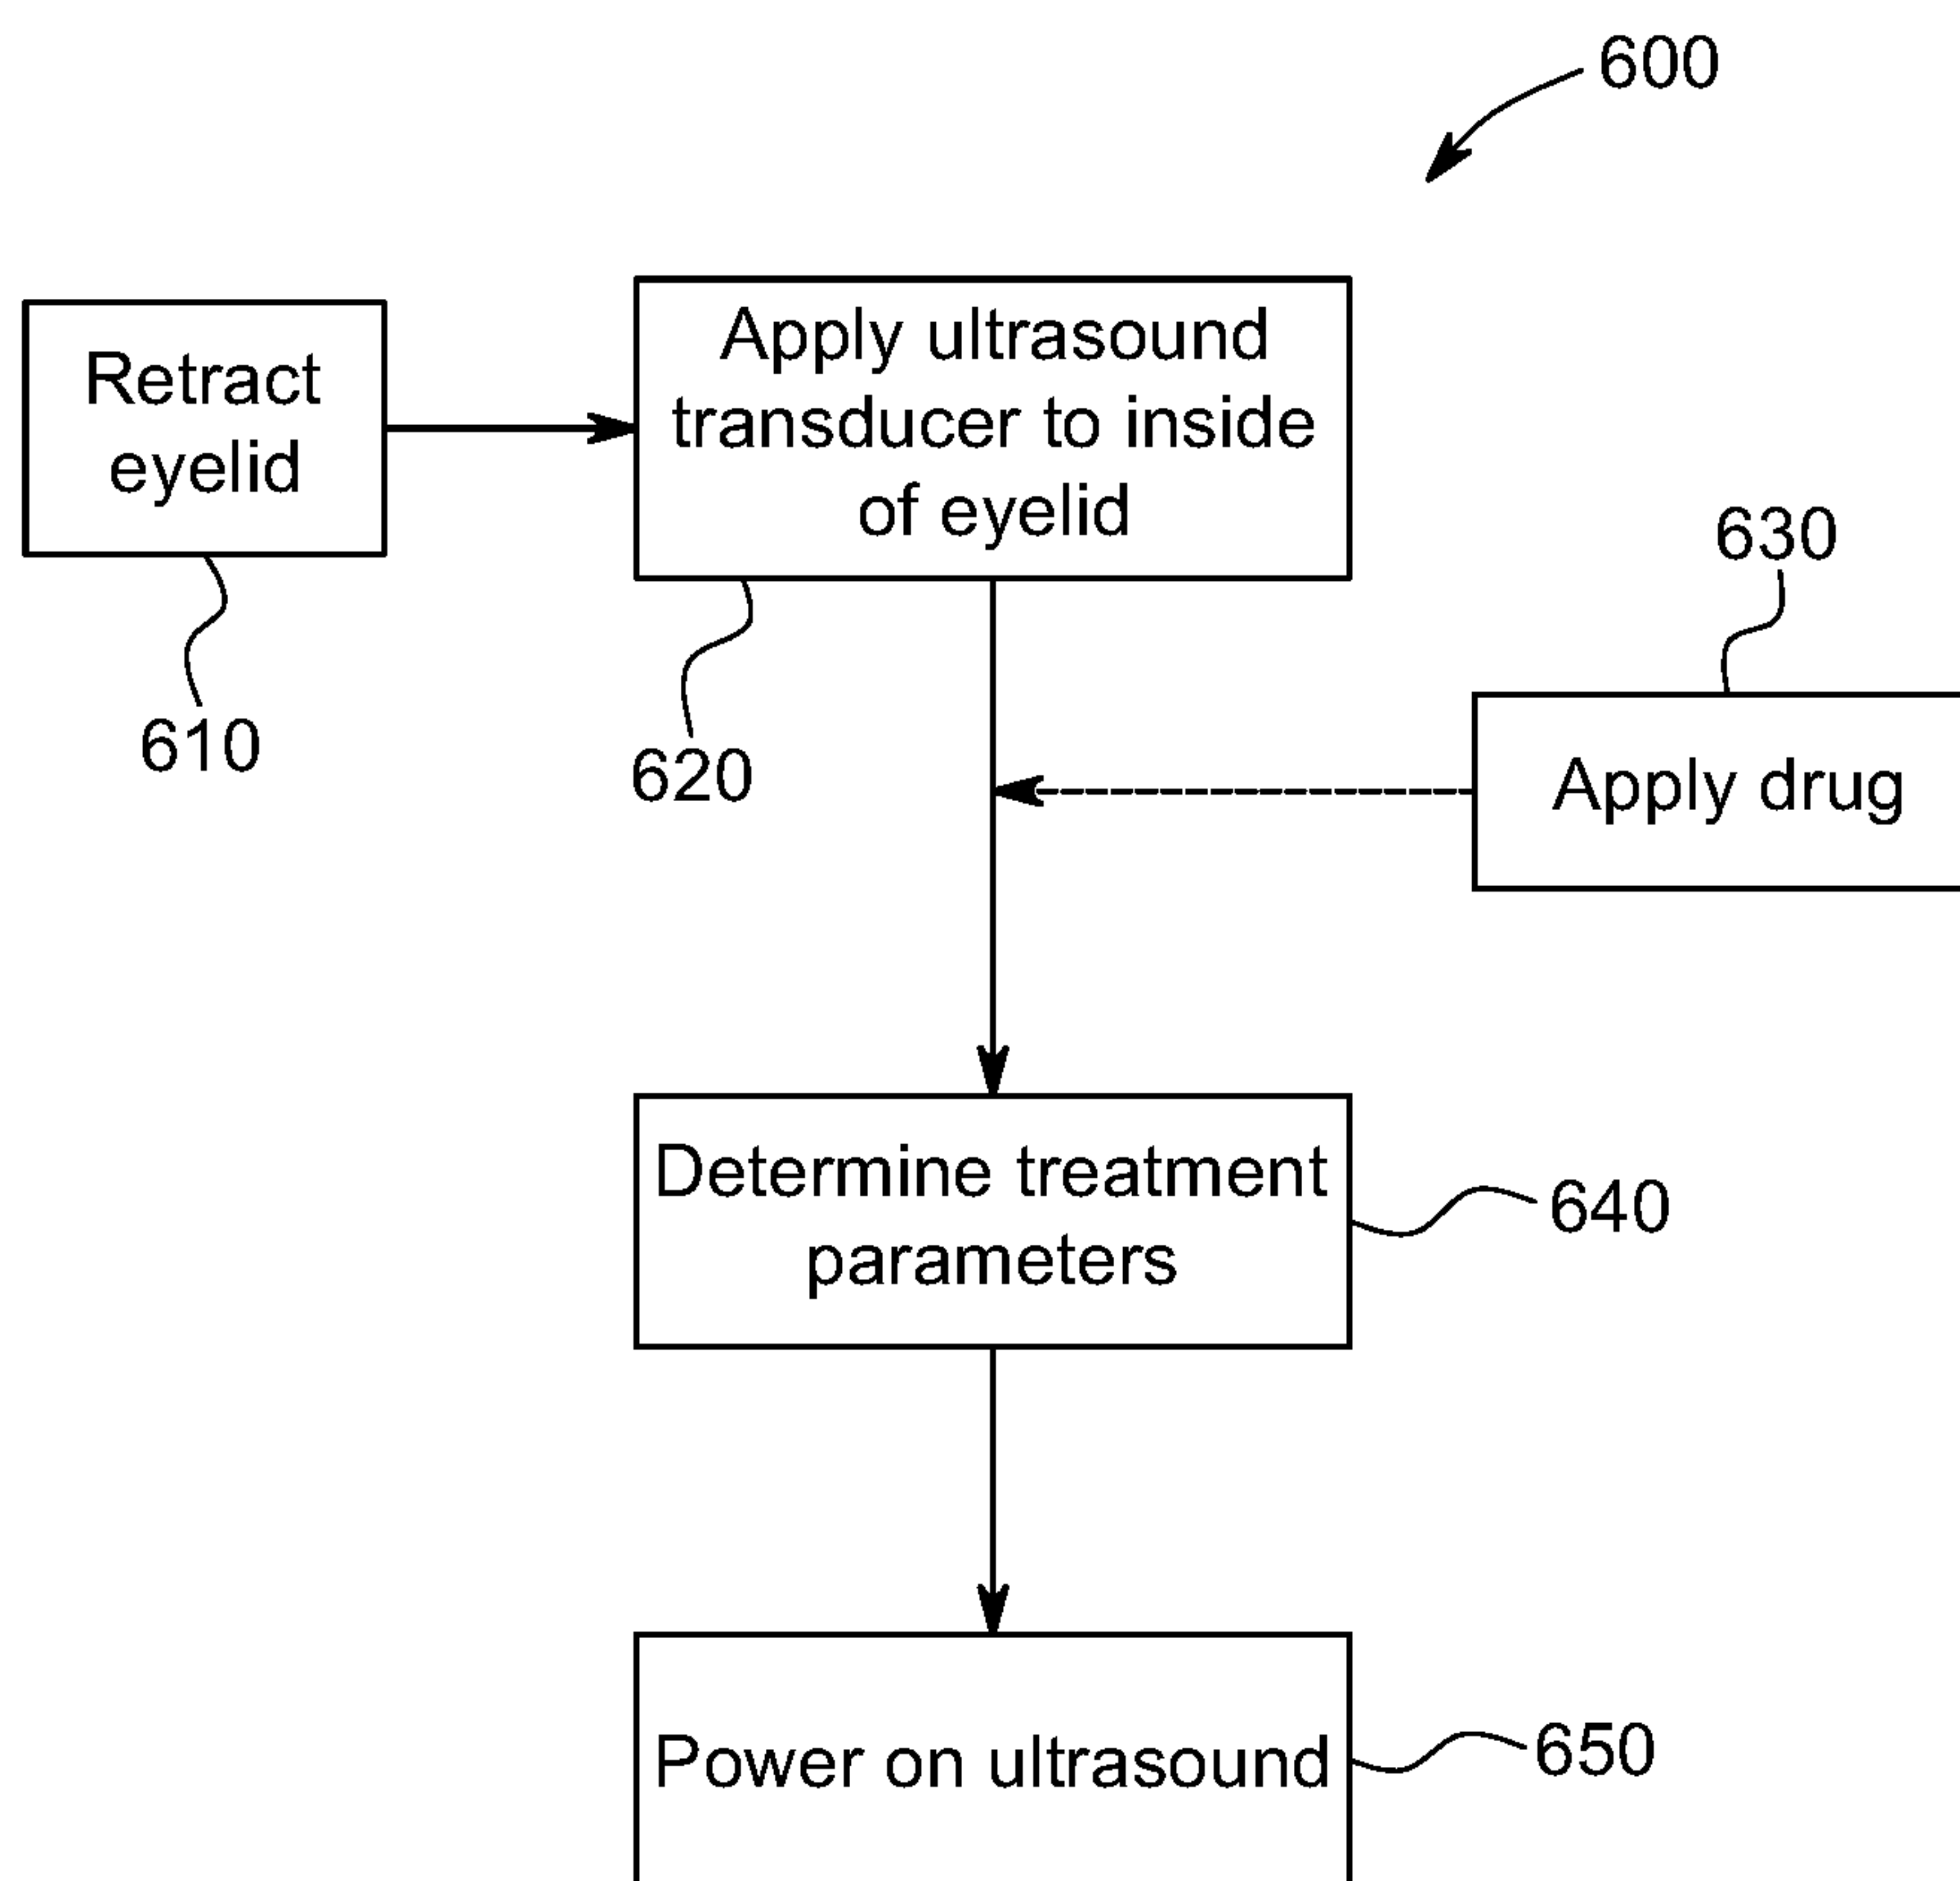 600
Retract
eyelid
610
Apply ultrasound
transducer to inside
of eyelid
620
630
Apply drug
Determine treatment
parameters
640
Power on ultrasound
650